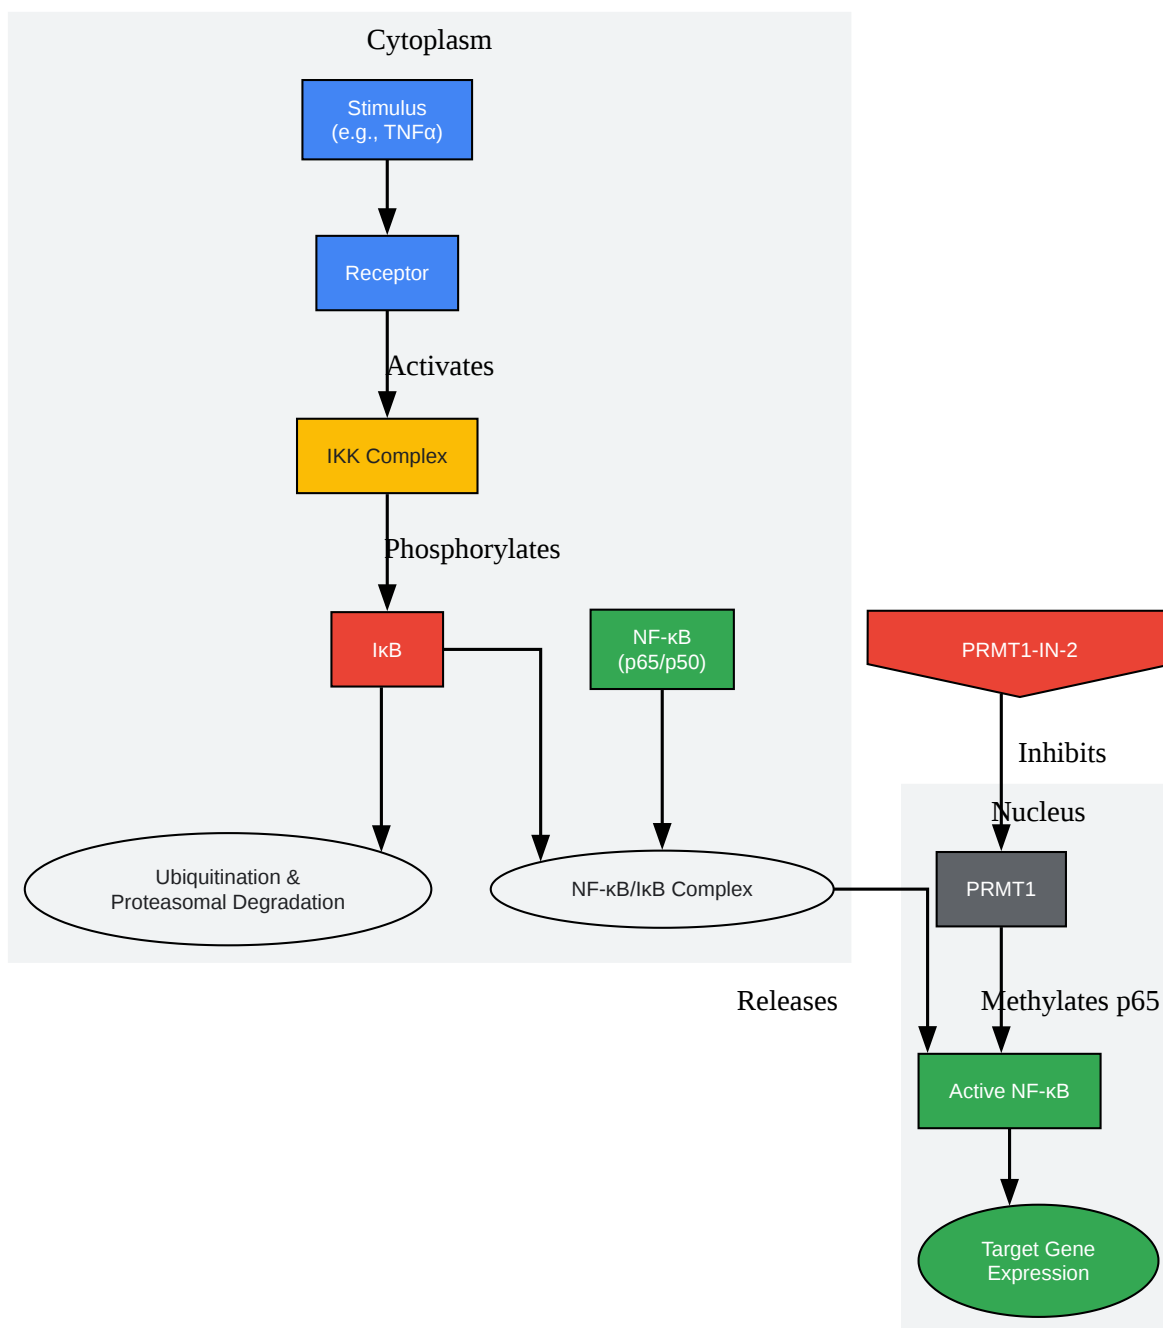 Cytoplasm
Stimulus
(e.g., TNFα)
Receptor
Activates
IKK Complex
Phosphorylates
IκB
NF-κB
(p65/p50)
PRMT1-IN-2
Inhibits
Nucleus
Ubiquitination &
Proteasomal Degradation
NF-κB/IκB Complex
PRMT1
Releases
Methylates p65
Active NF-κB
Target Gene
Expression